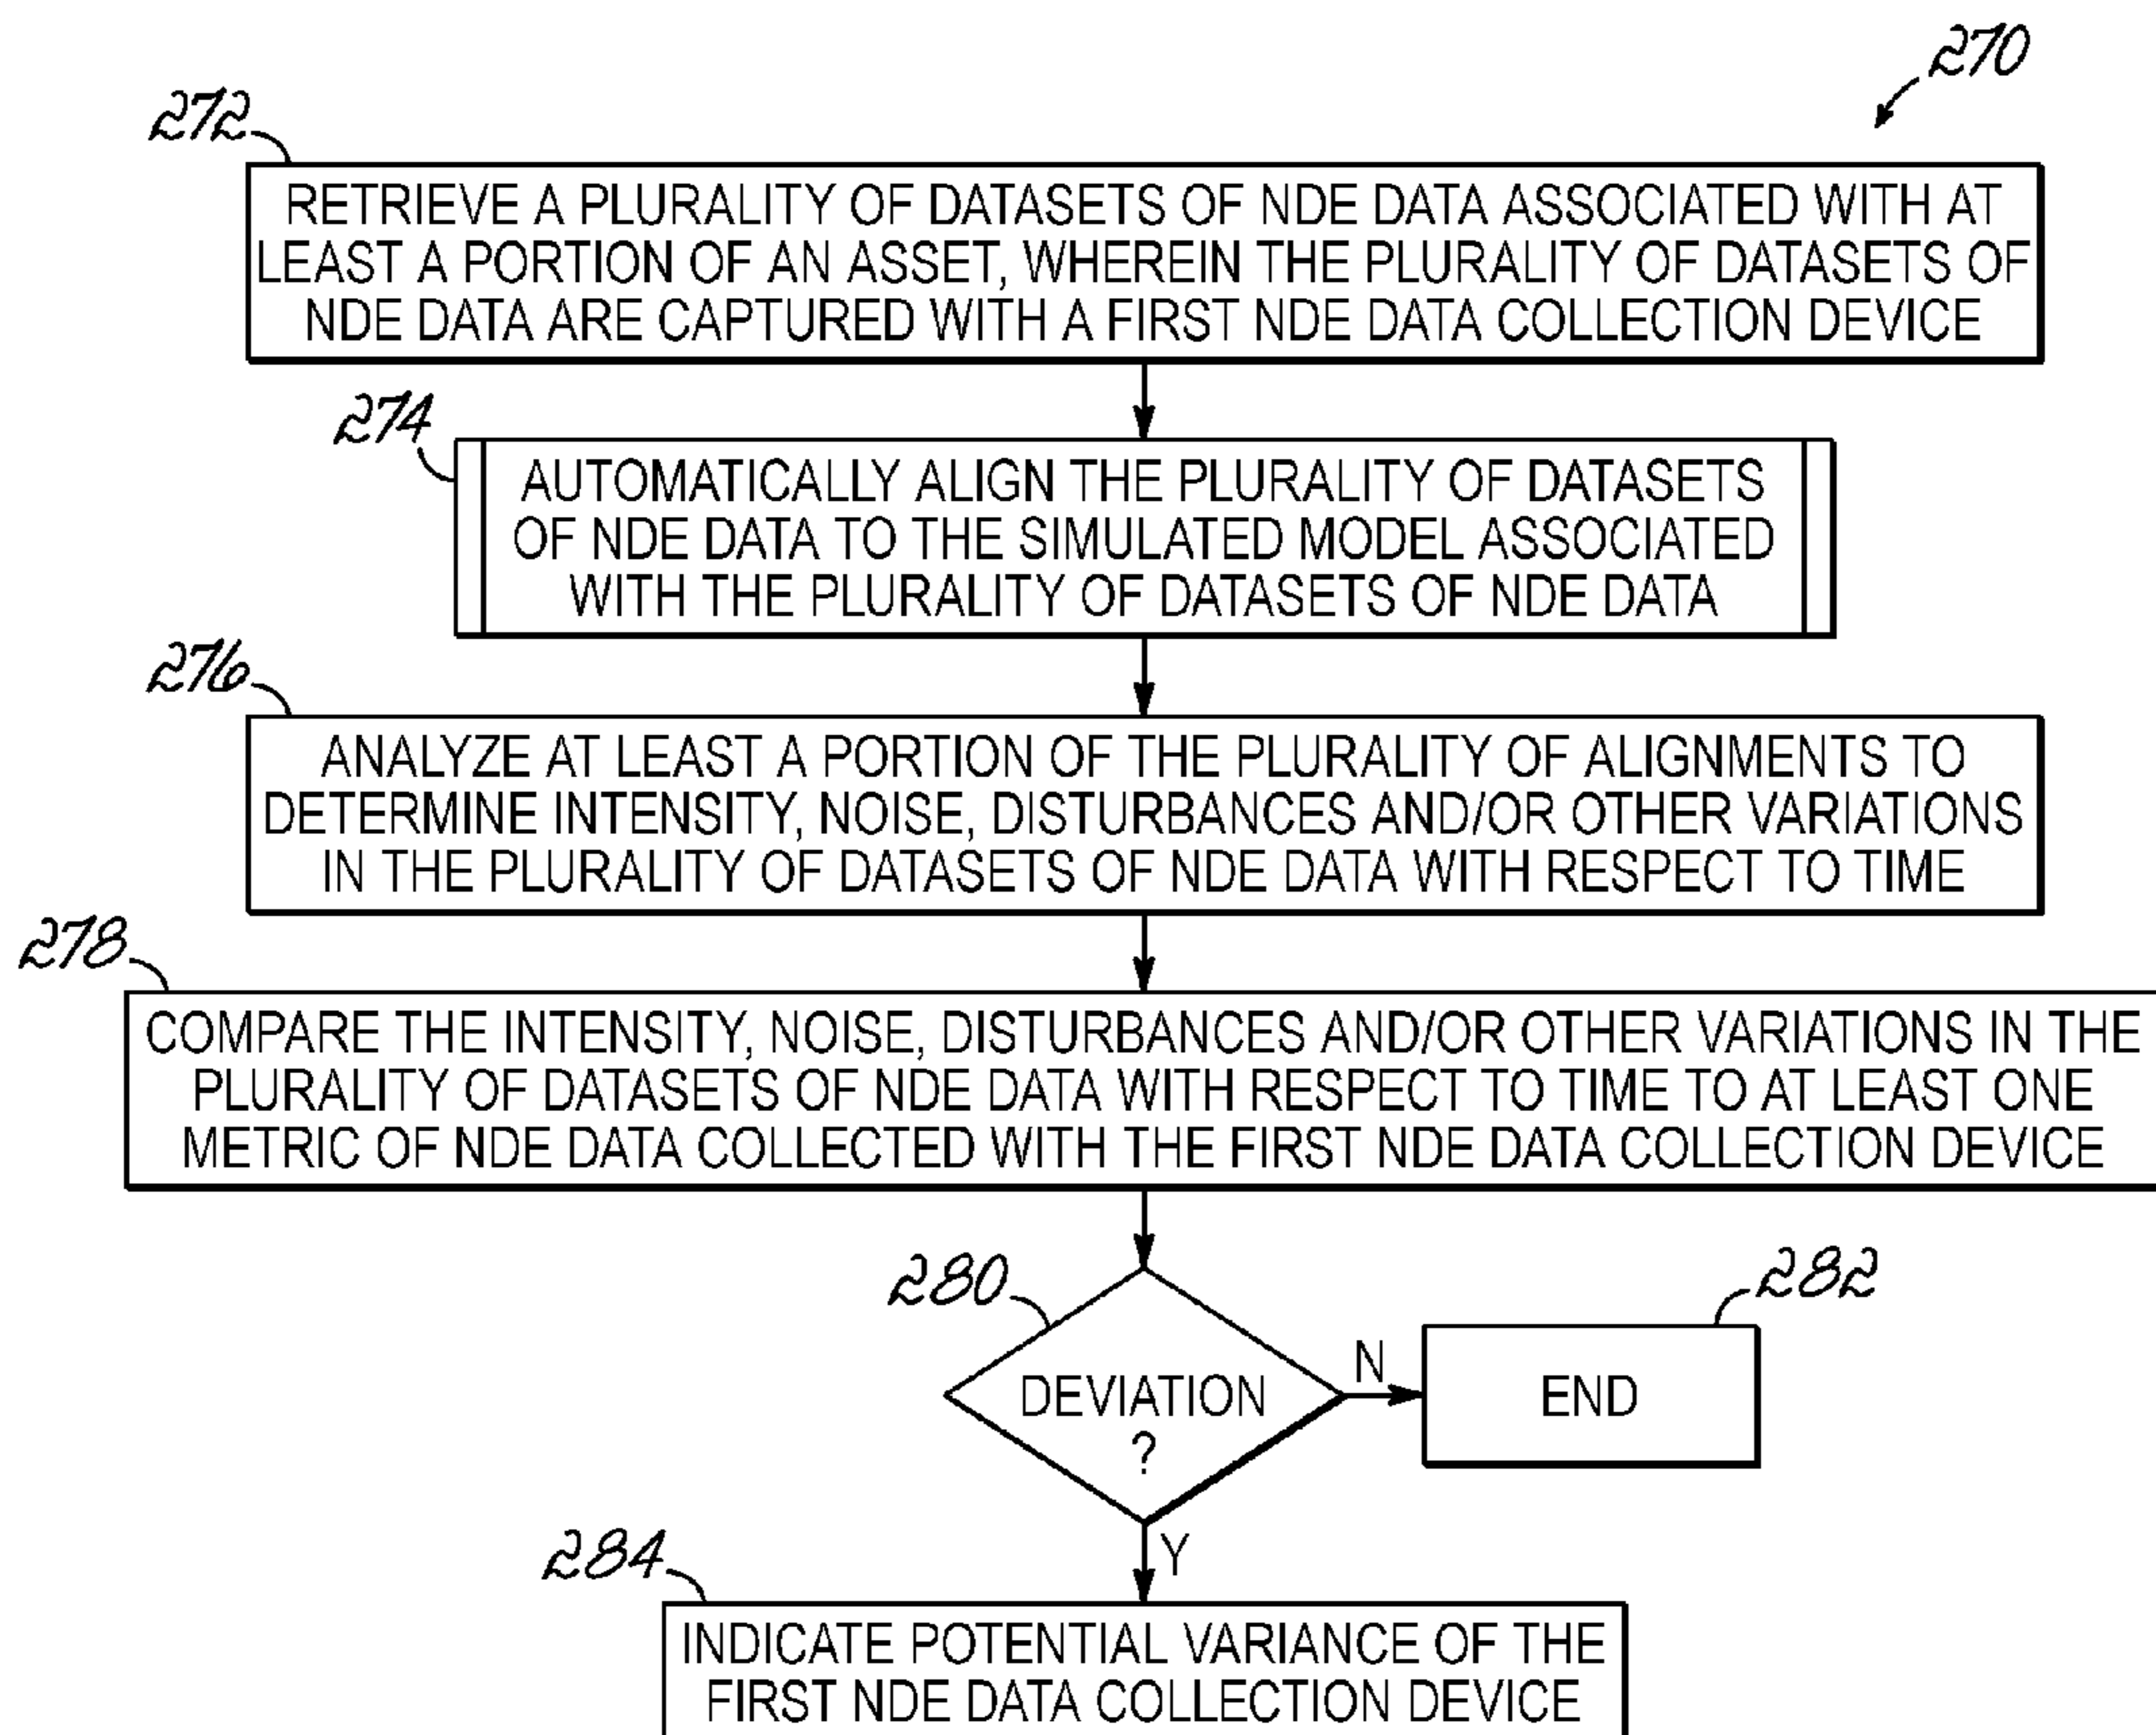 270
272
RETRIEVE A PLURALITY OF DATASETS OF NDE DATA ASSOCIATED WITH AT
LEAST A PORTION OF AN ASSET, WHEREIN THE PLURALITY OF DATASETS OF
NDE DATA ARE CAPTURED WITH A FIRST NDE DATA COLLECTION DEVICE
274
AUTOMATICALLY ALIGN THE PLURALITY OF DATASETS
OF NDE DATA TO THE SIMULATED MODEL ASSOCIATED
WITH THE PLURALITY OF DATASETS OF NDE DATA
276
ANALYZE AT LEAST A PORTION OF THE PLURALITY OF ALIGNMENTS TO
DETERMINE INTENSITY, NOISE, DISTURBANCES AND/OR OTHER VARIATIONS
IN THE PLURALITY OF DATASETS OF NDE DATA WITH RESPECT TO TIME
278
COMPARE THE INTENSITY, NOISE, DISTURBANCES AND/OR OTHER VARIATIONS IN THE
PLURALITY OF DATASETS OF NDE DATA WITH RESPECT TO TIME TO AT LEAST ONE
METRIC OF NDE DATA COLLECTED WITH THE FIRST NDE DATA COLLECTION DEVICE
280
DEVIATION
?
N
282
END
Y
284
INDICATE POTENTIAL VARIANCE OF THE
FIRST NDE DATA COLLECTION DEVICE